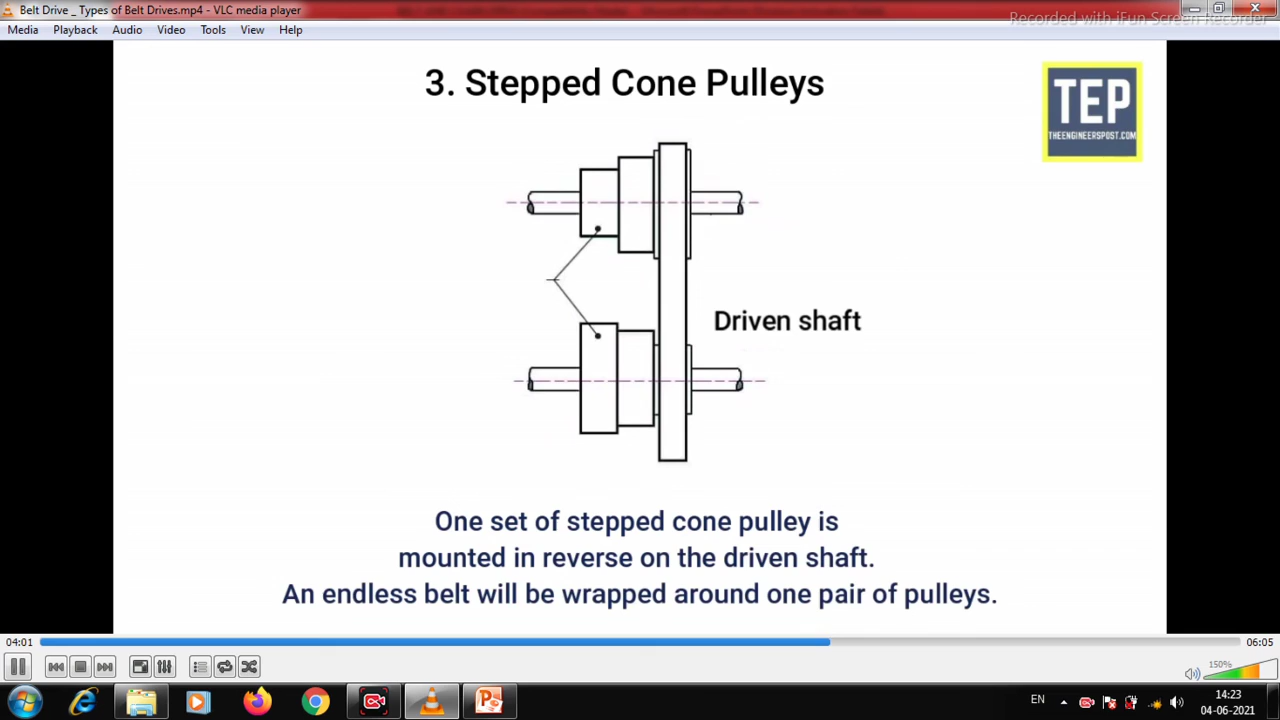 Belt Drive _ Types of Belt Drives.mp4 - VLC media player
Recorded with iFun Screen Recorder
Media Playback Audio Video Tools View Help
3. Stepped Cone Pulleys
TEP
THEENGINEERSPOST.COM
Driven shaft
One set of stepped cone pulley is
mounted in reverse on the driven shaft.
An endless belt will be wrapped around one pair of pulleys.
04:01
06:05
150%
EN
14:23
04-06-2021